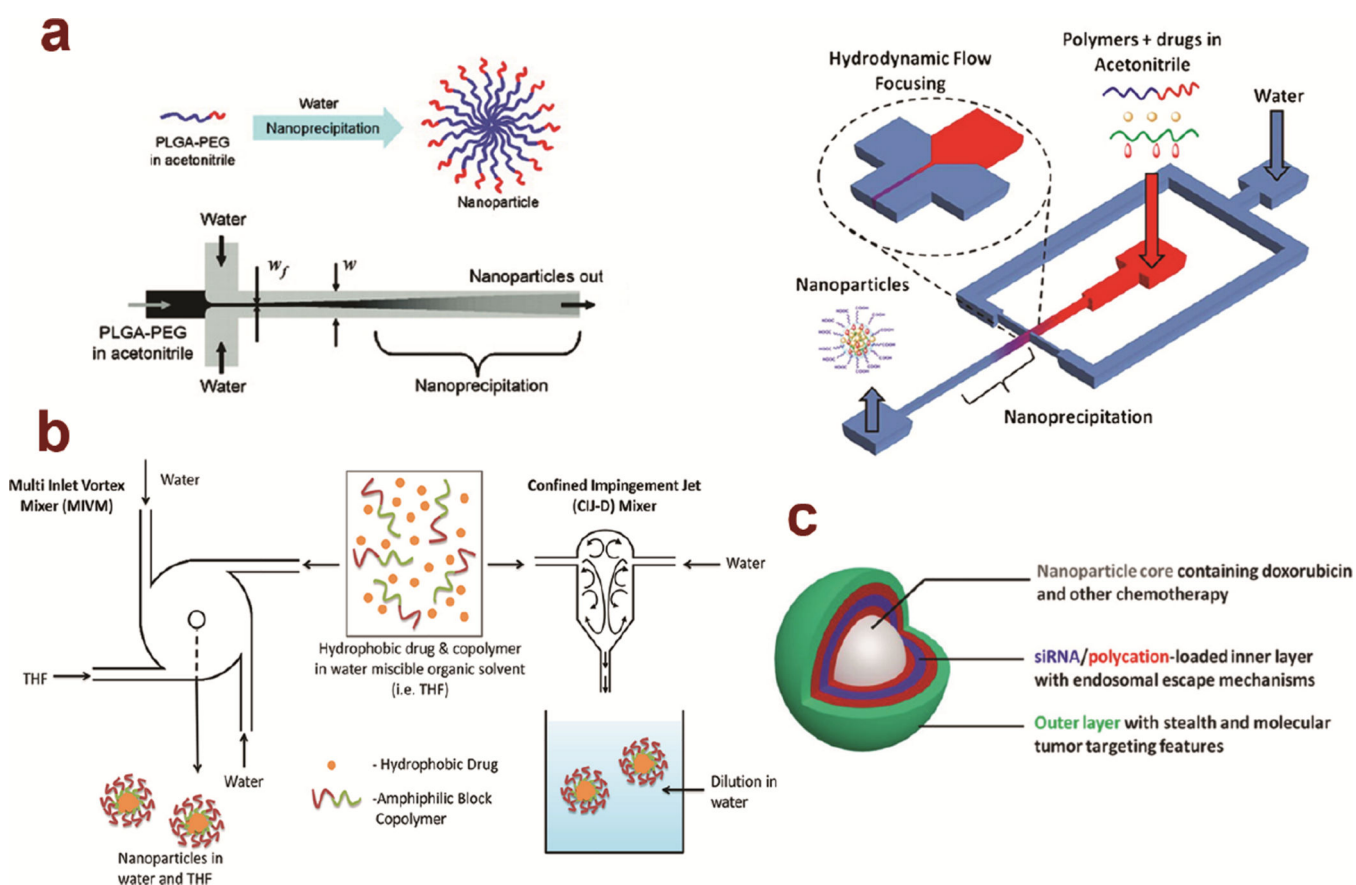 a
PLGA-PEG
in acetonitrile
Water
Nanoprecipitation
Nanoparticle
Water
wf
w
Nanoparticles out
PLGA-PEG
in acetonitrile
Water
Nanoprecipitation
Hydrodynamic Flow
Focusing
Polymers + drugs in
Acetonitrile
Water
Nanoparticles
Nanoprecipitation
b
Multi Inlet Vortex
Mixer (MIVM)
Water
THF
Water
Nanoparticles in
water and THF
Hydrophobic drug & copolymer
in water miscible organic solvent
(i.e. THF)
- Hydrophobic Drug
-Amphiphilic Block
Copolymer
Confined Impingement Jet
(CIJ-D) Mixer
Water
Dilution in
water
c
Nanoparticle core containing doxorubicin
and other chemotherapy
siRNA/polycation-loaded inner layer
with endosomal escape mechanisms
Outer layer with stealth and molecular
tumor targeting features